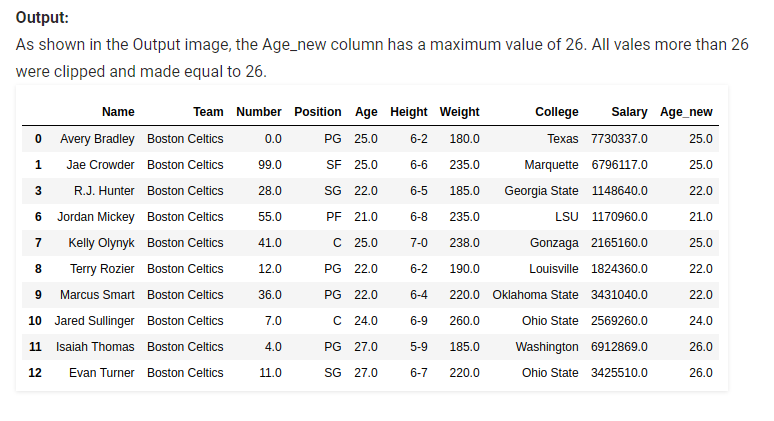 Output:
As shown in the Output image, the Age_new column has a maximum value of 26. All vales more than 26
were clipped and made equal to 26.
Name Team Number Position Age Height Weight College Salary Age_new
0 Avery Bradley Boston Celtics 0.0 PG 25.0 6-2 180.0 Texas 7730337.0 25.0
1 Jae Crowder Boston Celtics 99.0 SF 25.0 6-6 235.0 Marquette 6796117.0 25.0
3 R.J. Hunter Boston Celtics 28.0 SG 22.0 6-5 185.0 Georgia State 1148640.0 22.0
6 Jordan Mickey Boston Celtics 55.0 PF 21.0 6-8 235.0 LSU 1170960.0 21.0
7 Kelly Olynyk Boston Celtics 41.0 C 25.0 7-0 238.0 Gonzaga 2165160.0 25.0
8 Terry Rozier Boston Celtics 12.0 PG 22.0 6-2 190.0 Louisville 1824360.0 22.0
9 Marcus Smart Boston Celtics 36.0 PG 22.0 6-4 220.0 Oklahoma State 3431040.0 22.0
10 Jared Sullinger Boston Celtics 7.0 C 24.0 6-9 260.0 Ohio State 2569260.0 24.0
11 Isaiah Thomas Boston Celtics 4.0 PG 27.0 5-9 185.0 Washington 6912869.0 26.0
12 Evan Turner Boston Celtics 11.0 SG 27.0 6-7 220.0 Ohio State 3425510.0 26.0